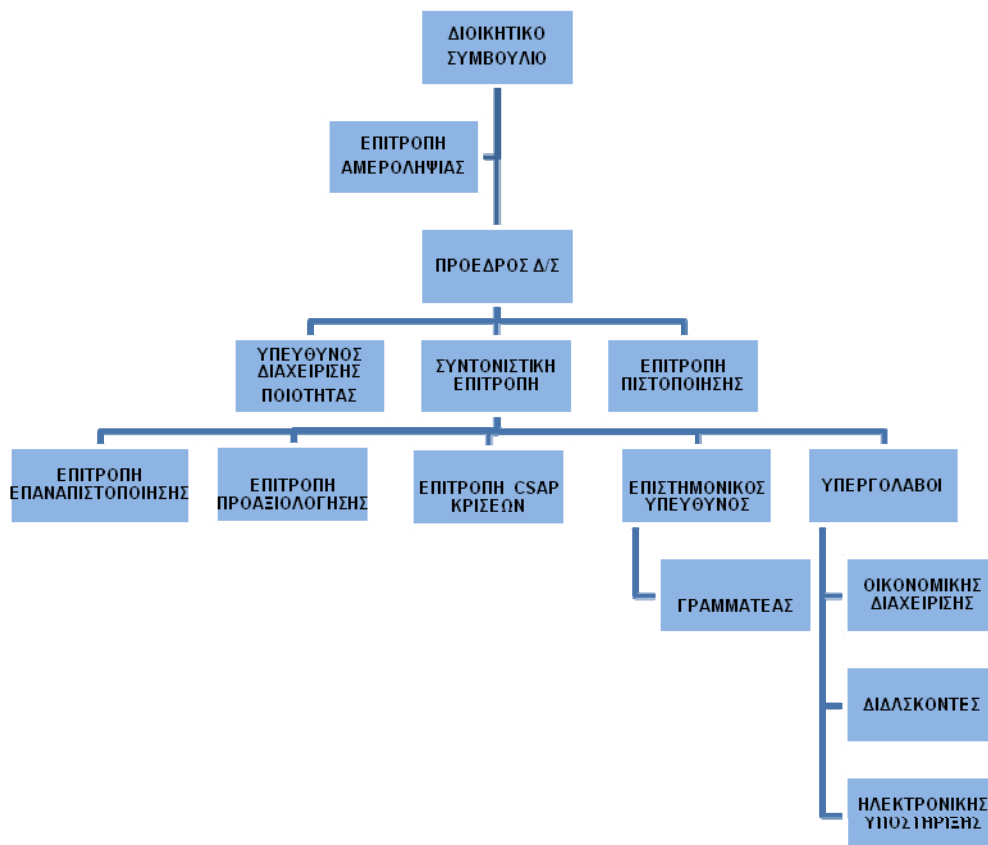 ΔΙΟΙΚΗΤΙΚΟ
ΣΥΜΒΟΥΛΙΟ
ΕΠΙΤΡΟΠΗ
ΑΜΕΡΟΛΗΨΙΑΣ
ΠΡΟΕΔΡΟΣ Δ/Σ
ΥΠΕΥΘΥΝΟΣ
ΔΙΑΧΕΙΡΙΣΗΣ
ΠΟΙΟΤΗΤΑΣ
ΣΥΝΤΟΝΙΣΤΙΚΗ
ΕΠΙΤΡΟΠΗ
ΕΠΙΤΡΟΠΗ
ΠΙΣΤΟΠΟΙΗΣΗΣ
ΕΠΙΤΡΟΠΗ
ΕΠΑΝΑΠΙΣΤΟΠΟΙΗΣΗΣ
ΕΠΙΤΡΟΠΗ
ΠΡΟΑΞΙΟΛΟΓΗΣΗΣ
ΕΠΙΤΡΟΠΗ CSAP
ΚΡΙΣΕΩΝ
ΕΠΙΣΤΗΜΟΝΙΚΟΣ
ΥΠΕΥΘΥΝΟΣ
ΥΠΕΡΓΟΛΑΒΟΙ
ΓΡΑΜΜΑΤΕΑΣ
ΟΙΚΟΝΟΜΙΚΗΣ
ΔΙΑΧΕΙΡΙΣΗΣ
ΔΙΔΑΣΚΟΝΤΕΣ
ΗΛΕΚΤΡΟΝΙΚΗΣ
ΥΠΟΣΤΗΡΙΞΗΣ